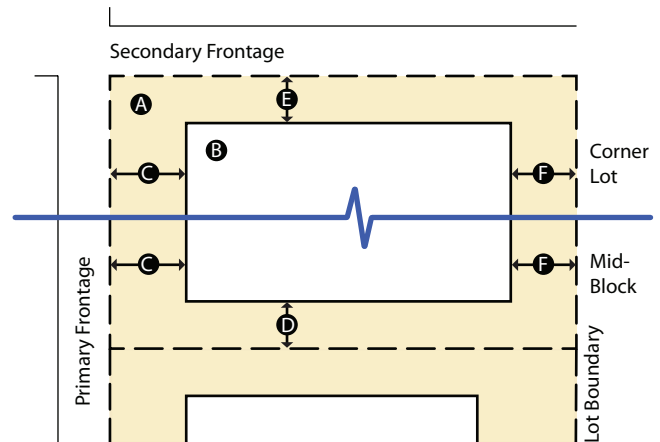 Secondary Frontage
A
E
B
C
F
Corner
Lot
C
F
Mid-
Block
D
Primary Frontage
Lot Boundary